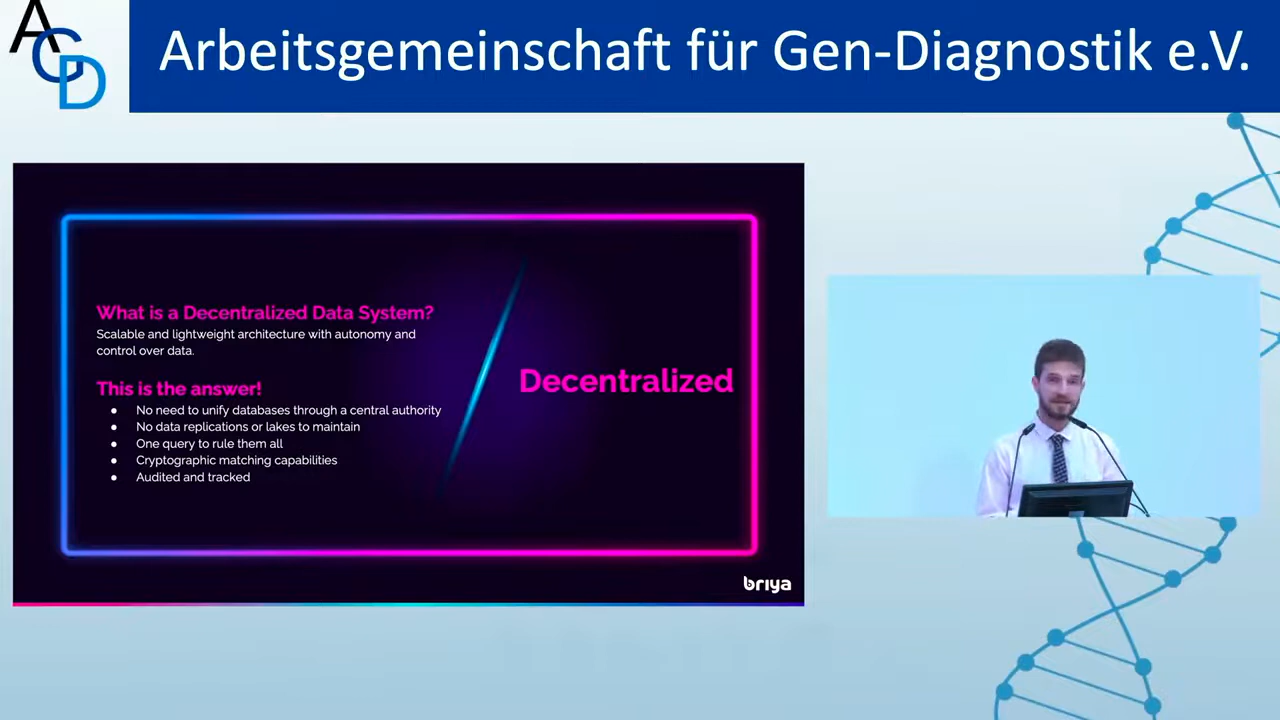 AGD
Arbeitsgemeinschaft für Gen-Diagnostik e.V.
What is a Decentralized Data System?
Scalable and lightweight architecture with autonomy and
control over data.
This is the answer!
● No need to unify databases through a central authority
● No data replications or lakes to maintain
● One query to rule them all
● Cryptographic matching capabilities
● Audited and tracked
Decentralized
briya